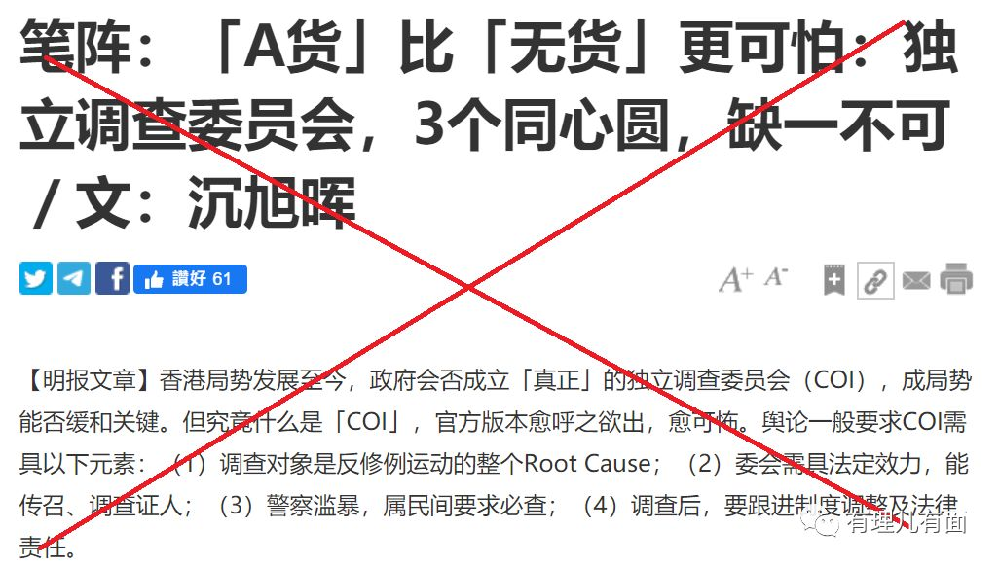 笔阵：「A货」比「无货」更可怕：独
立调查委员会，3个同心圆，缺一不可
/ 文：沉旭晖
讚好 61
A+ A-
【明报文章】香港局势发展至今，政府会否成立「真正」的独立调查委员会（COI），成局势
能否缓和关键。但究竟什么是「COI」，官方版本愈呼之欲出，愈可怖。舆论一般要求COI需
具以下元素：（1）调查对象是反修例运动的整个Root Cause；（2）委会需具法定效力，能
传召、调查证人；（3）警察滥暴，属民间要求必查；（4）调查后，要跟进制度调整及法律
责任。
有理儿有面